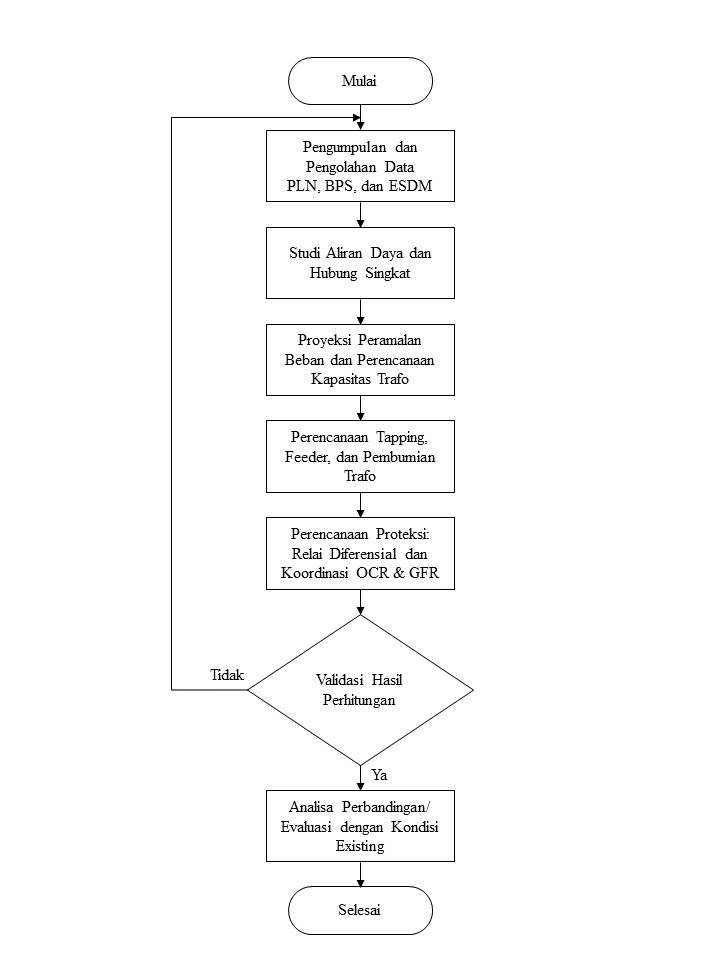 Mulai
Pengumpulan dan
Pengolahan Data
PLN, BPS, dan ESDM
Studi Aliran Daya dan
Hubung Singkat
Proyeksi Peramalan
Beban dan Perencanaan
Kapasitas Trafo
Perencanaan Tapping,
Feeder, dan Pembumian
Trafo
Perencanaan Proteksi:
Relai Diferensial dan
Koordinasi OCR & GFR
Tidak
Validasi Hasil
Perhitungan
Ya
Analisa Perbandingan/
Evaluasi dengan Kondisi
Existing
Selesai